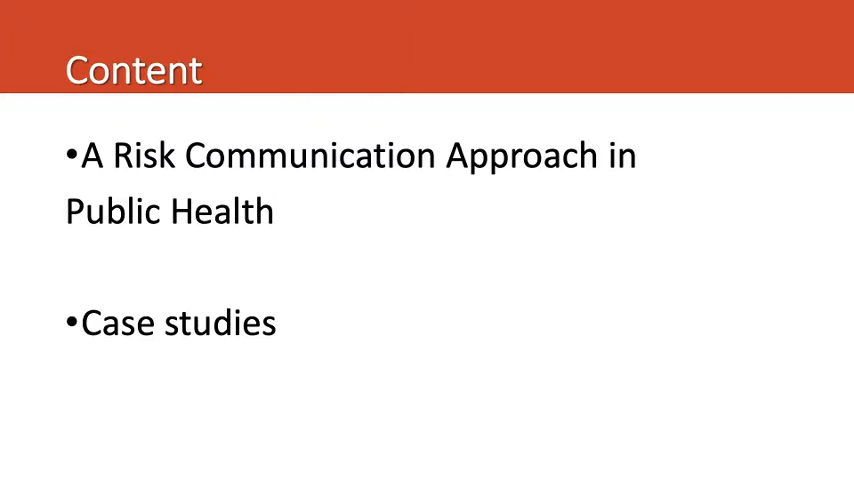 Content
•A Risk Communication Approach in
Public Health
•Case studies